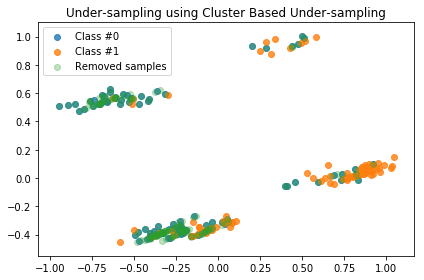 Under-sampling using Cluster Based Under-sampling
Class #0
Class #1
Removed samples
1.0
0.8
0.6
0.4
0.2
0.0
−0.2
−0.4
−1.00 −0.75 −0.50 −0.25 0.00 0.25 0.50 0.75 1.00